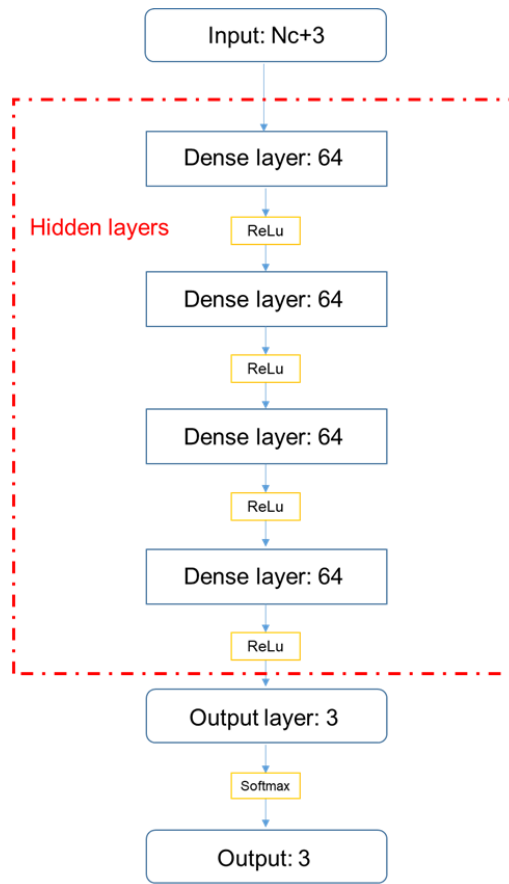 Input: Nc+3
Dense layer: 64
Hidden layers
ReLu
Dense layer: 64
ReLu
Dense layer: 64
ReLu
Dense layer: 64
ReLu
Output layer: 3
Softmax
Output: 3